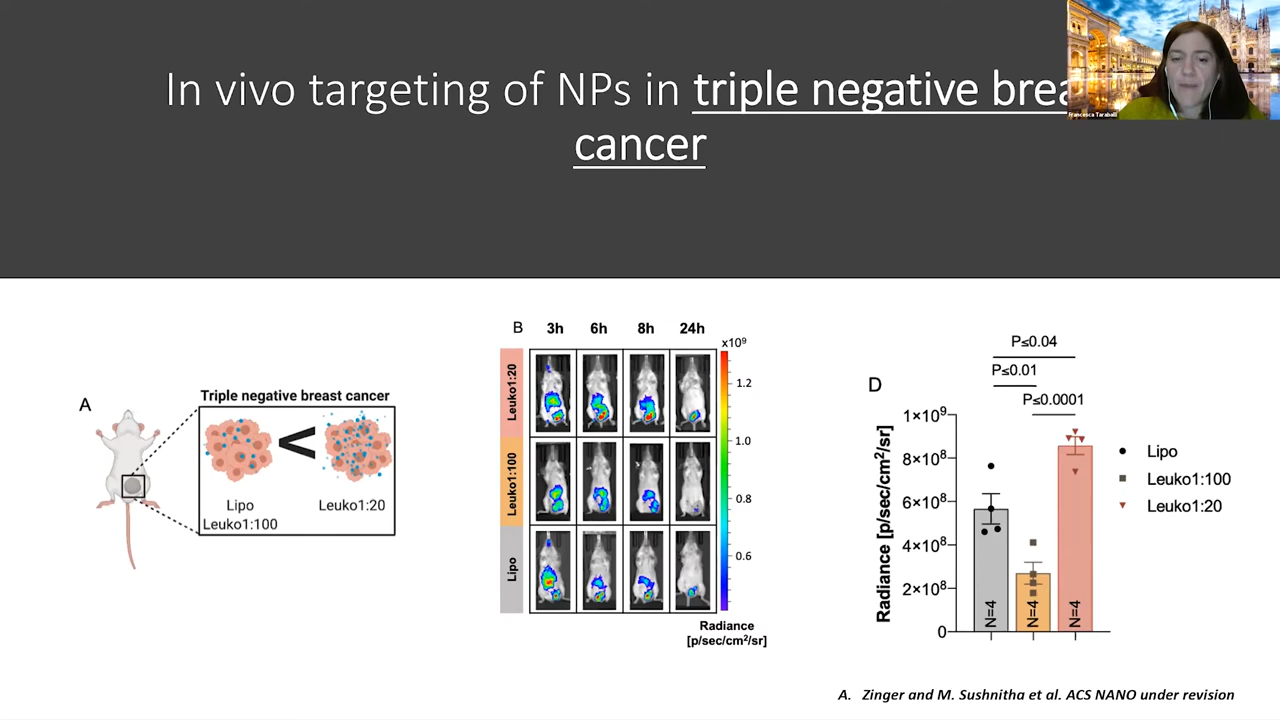 In vivo targeting of NPs in triple negative brea
cancer
Francesca Taraballi
A
Triple negative breast cancer
<
Lipo
Leuko1:100
Leuko1:20
B
3h 6h 8h 24h
Leuko1:20
Leuko1:100
Lipo
x10⁹
1.2
1.0
0.8
0.6
Radiance
[p/sec/cm²/sr]
D
P≤0.04
P≤0.01
P≤0.0001
Radiance [p/sec/cm²/sr]
1×10⁹
8×10⁸
6×10⁸
4×10⁸
2×10⁸
0
N=4
N=4
N=4
Lipo
Leuko1:100
Leuko1:20
A. Zinger and M. Sushnitha et al. ACS NANO under revision